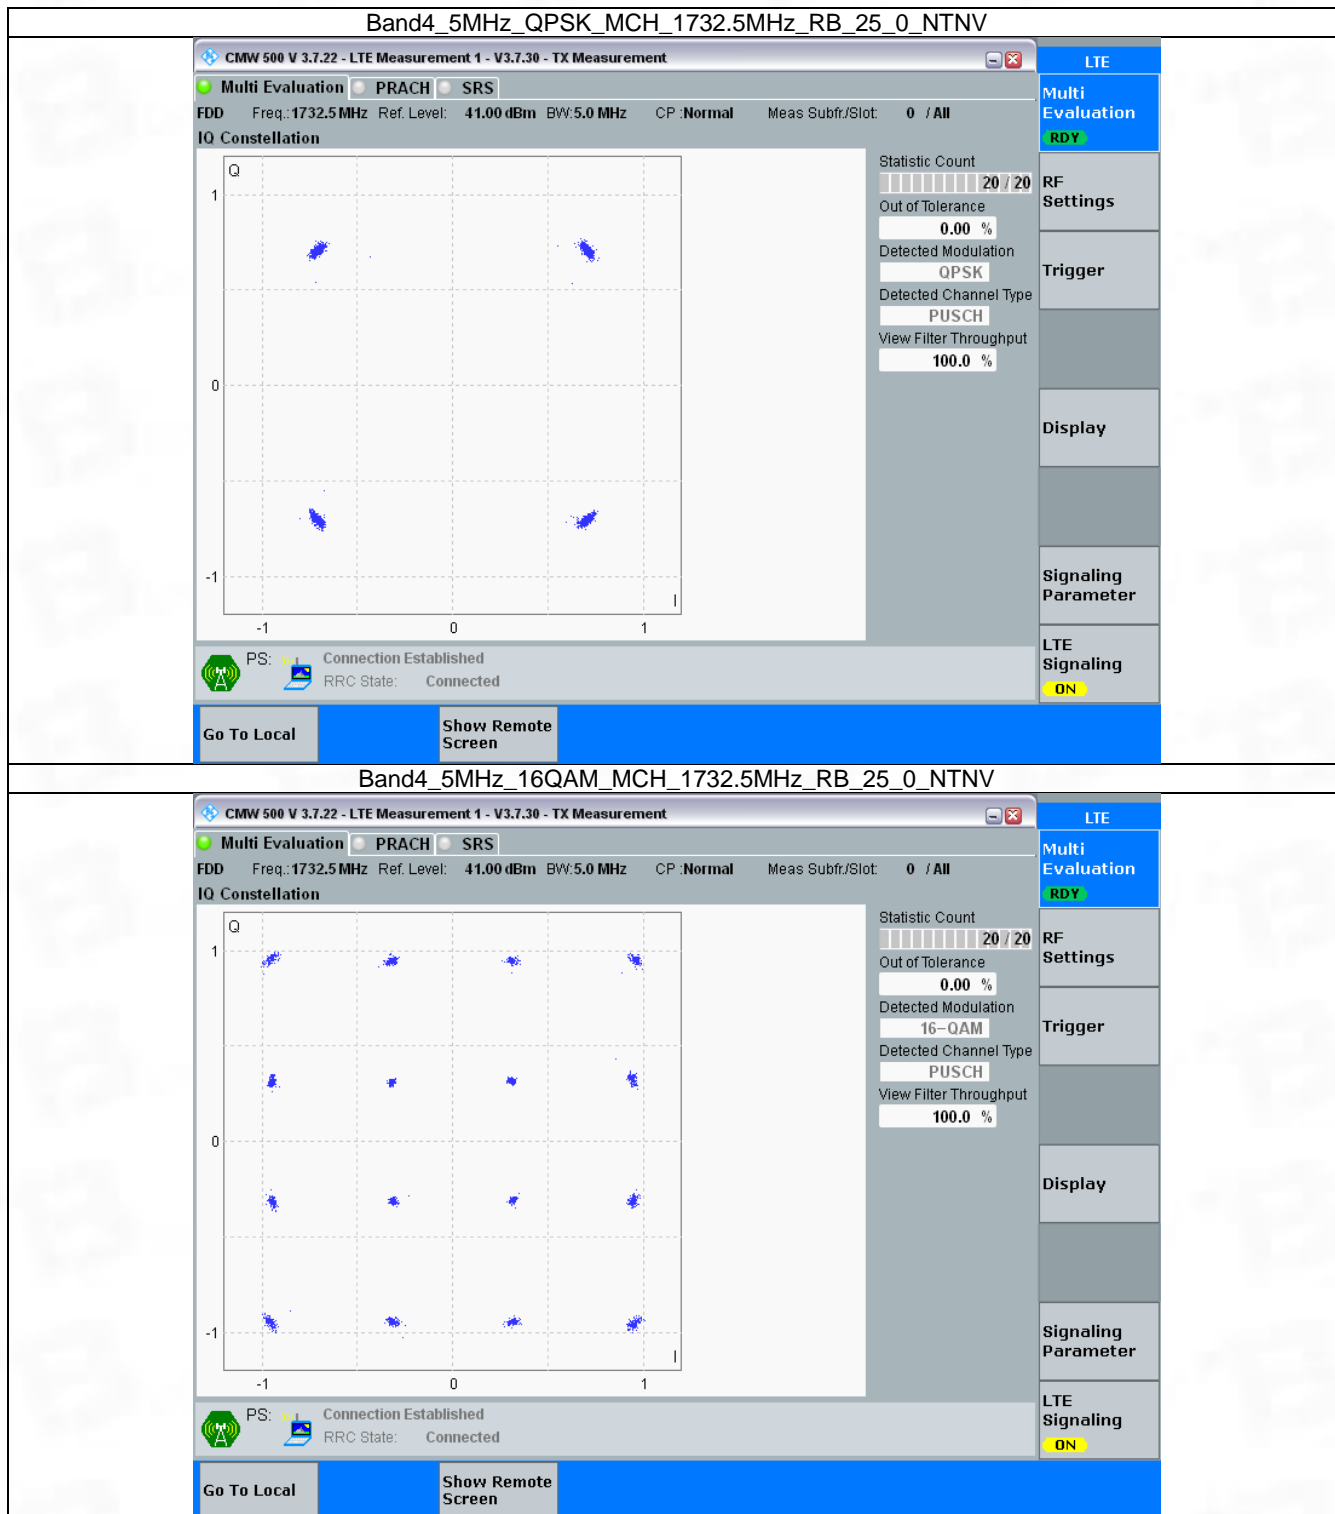 Band4_5MHz_QPSK_MCH_1732.5MHz_RB_25_0_NTNV
CMW 500 V 3.7.22 - LTE Measurement 1 - V3.7.30 - TX Measurement
LTE
Multi Evaluation PRACH SRS
FDD Freq.: 1732.5 MHz Ref. Level: 41.00 dBm BW: 5.0 MHz CP : Normal Meas Subfr./Slot: 0 / All
IQ Constellation
Q
1
0
-1
-1 0 1
I
Statistic Count
20 / 20
Out of Tolerance
0.00 %
Detected Modulation
QPSK
Detected Channel Type
PUSCH
View Filter Throughput
100.0 %
Multi
Evaluation
RDY
RF
Settings
Trigger
Display
Signaling
Parameter
LTE
Signaling
ON
PS: Connection Established
RRC State: Connected
Go To Local
Show Remote
Screen
Band4_5MHz_16QAM_MCH_1732.5MHz_RB_25_0_NTNV
CMW 500 V 3.7.22 - LTE Measurement 1 - V3.7.30 - TX Measurement
LTE
Multi Evaluation PRACH SRS
FDD Freq.: 1732.5 MHz Ref. Level: 41.00 dBm BW: 5.0 MHz CP : Normal Meas Subfr./Slot: 0 / All
IQ Constellation
Q
1
0
-1
-1 0 1
I
Statistic Count
20 / 20
Out of Tolerance
0.00 %
Detected Modulation
16-QAM
Detected Channel Type
PUSCH
View Filter Throughput
100.0 %
Multi
Evaluation
RDY
RF
Settings
Trigger
Display
Signaling
Parameter
LTE
Signaling
ON
PS: Connection Established
RRC State: Connected
Go To Local
Show Remote
Screen